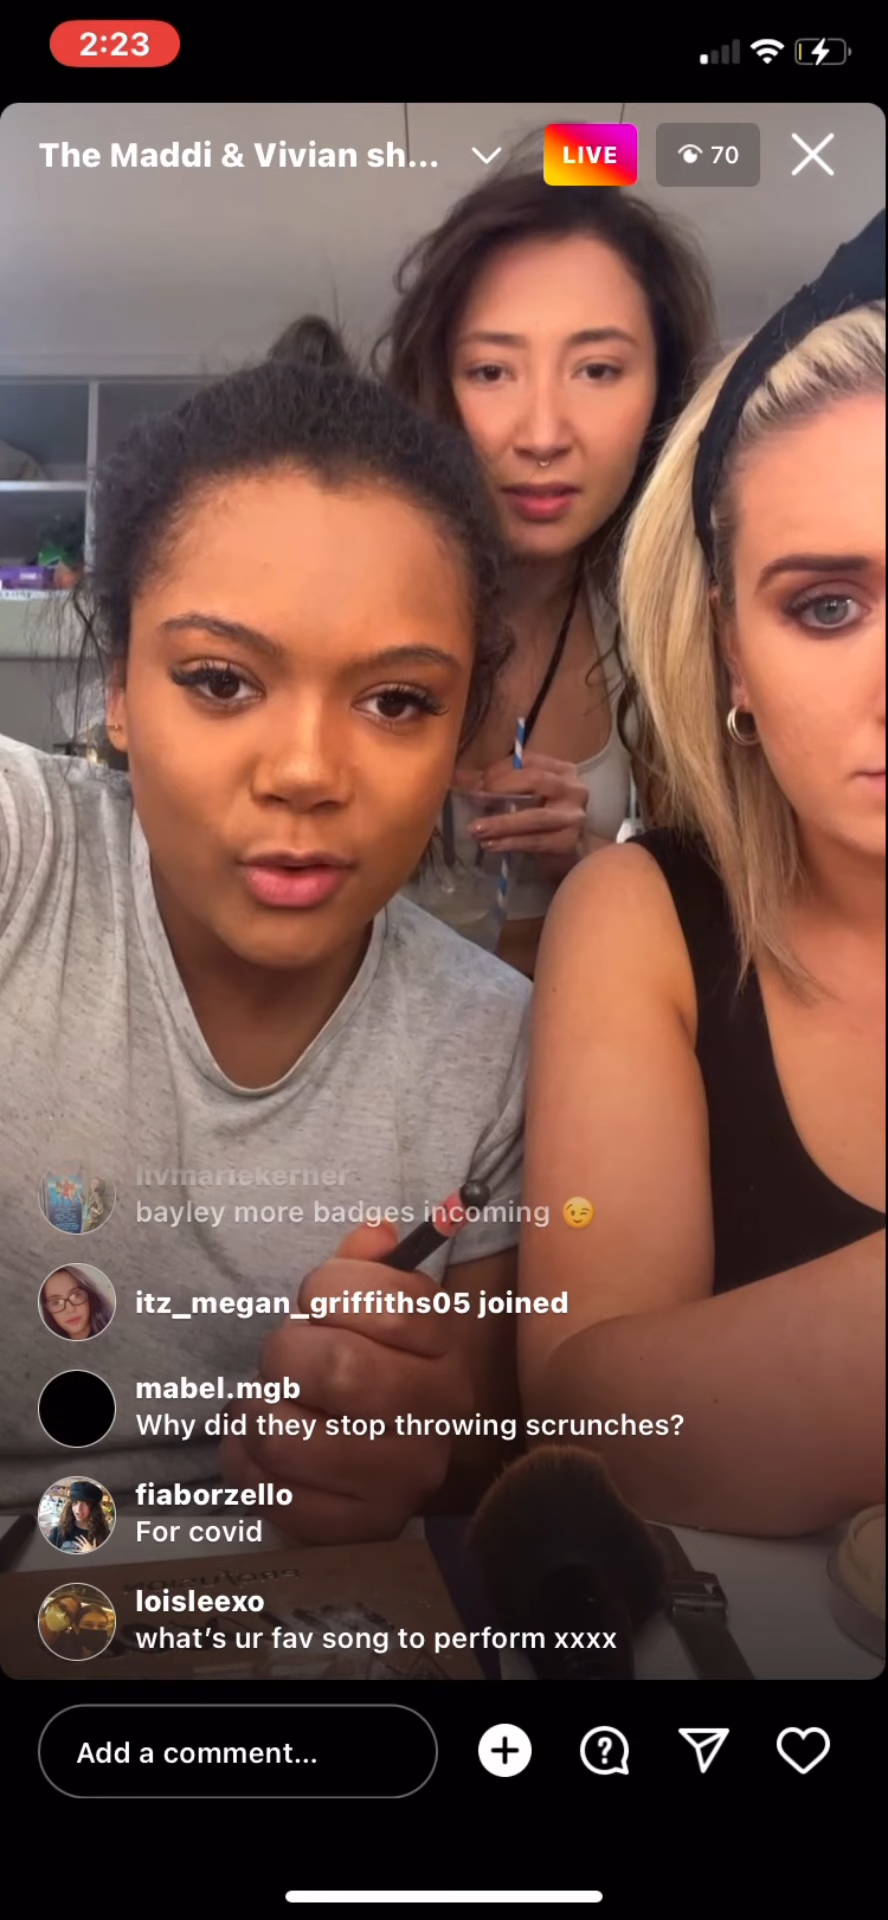 2:23
The Maddi & Vivian sh...
LIVE
70
livmariekerner
bayley more badges incoming 😉
itz_megan_griffiths05 joined
mabel.mgb
Why did they stop throwing scrunches?
fiaborzello
For covid
loisleexo
what's ur fav song to perform xxxx
Add a comment...